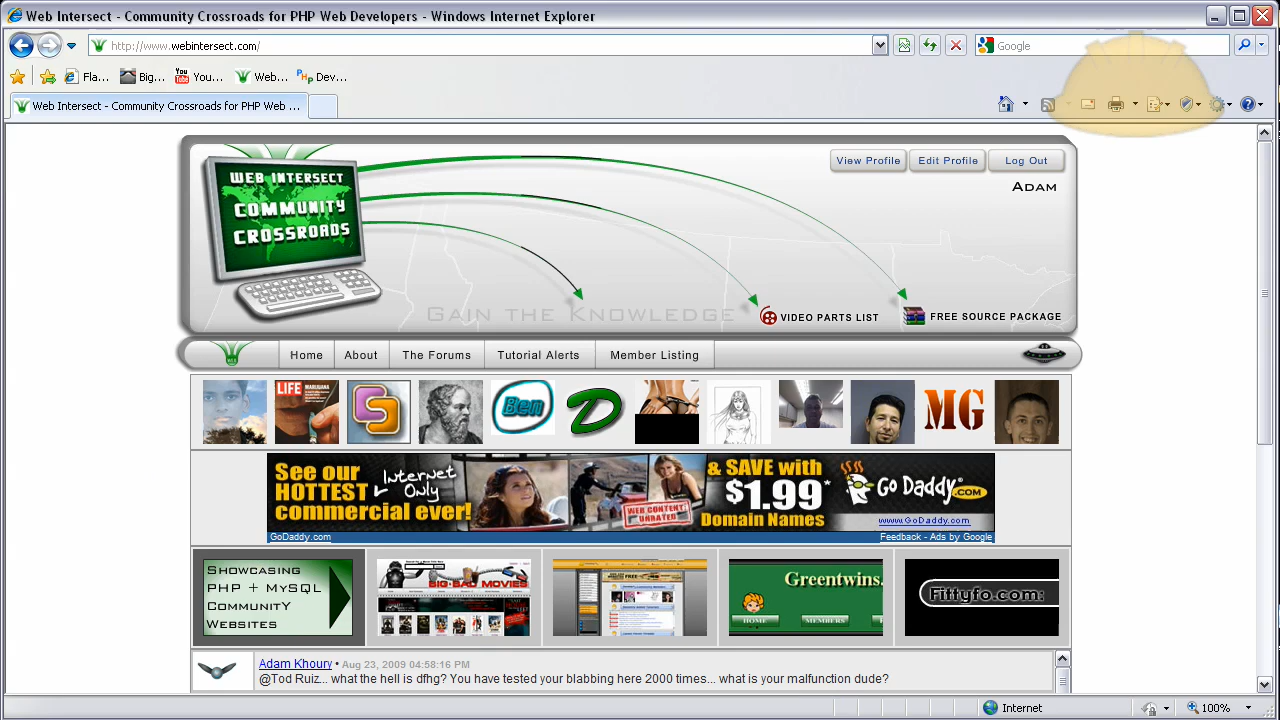 Web Intersect - Community Crossroads for PHP Web Developers - Windows Internet Explorer
http://www.webintersect.com/
Google
Fla... Big... You... Web... Dev...
Web Intersect - Community Crossroads for PHP Web ...
View Profile Edit Profile Log Out
Adam
WEB INTERSECT
COMMUNITY
CROSSROADS
Gain the Knowledge
VIDEO PARTS LIST
FREE SOURCE PACKAGE
WEB
Home About The Forums Tutorial Alerts Member Listing
LIFE MARIJUANA
Ben
D
MG
See our
HOTTEST
Internet
Only
commercial ever!
WEB CONTENT
UNRATED
& SAVE with
$1.99*
Domain Names
Go Daddy.COM
www.GoDaddy.com
GoDaddy.com
Feedback - Ads by Google
Showcasing
PHP + MySQL
Community
Websites
BIG BAD MOVIES
Greentwins.
HOME MEMBERS
Fittyfo.com:
Adam Khoury • Aug 23, 2009 04:58:16 PM
@Tod Ruiz... what the hell is dfhg? You have tested your blabbing here 2000 times... what is your malfunction dude?
Internet
100%